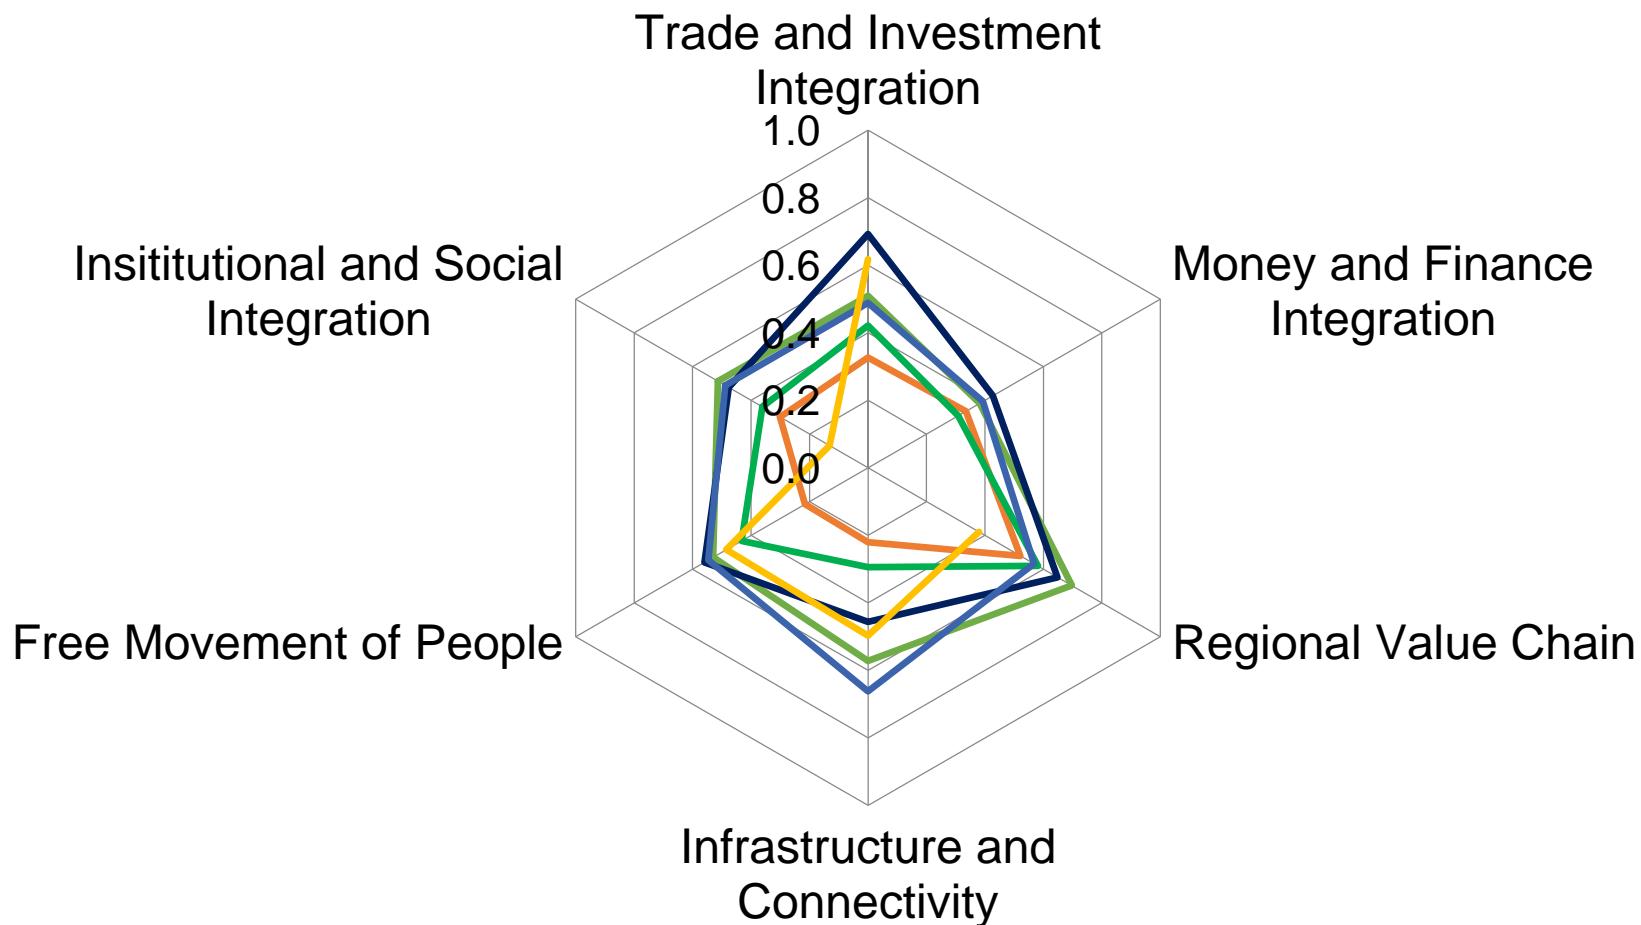 Trade and Investment
Integration
1.0
0.8
0.6
0.4
0.2
0.0
Insititutional and Social
Integration
Money and Finance
Integration
Free Movement of People
Regional Value Chain
Infrastructure and
Connectivity